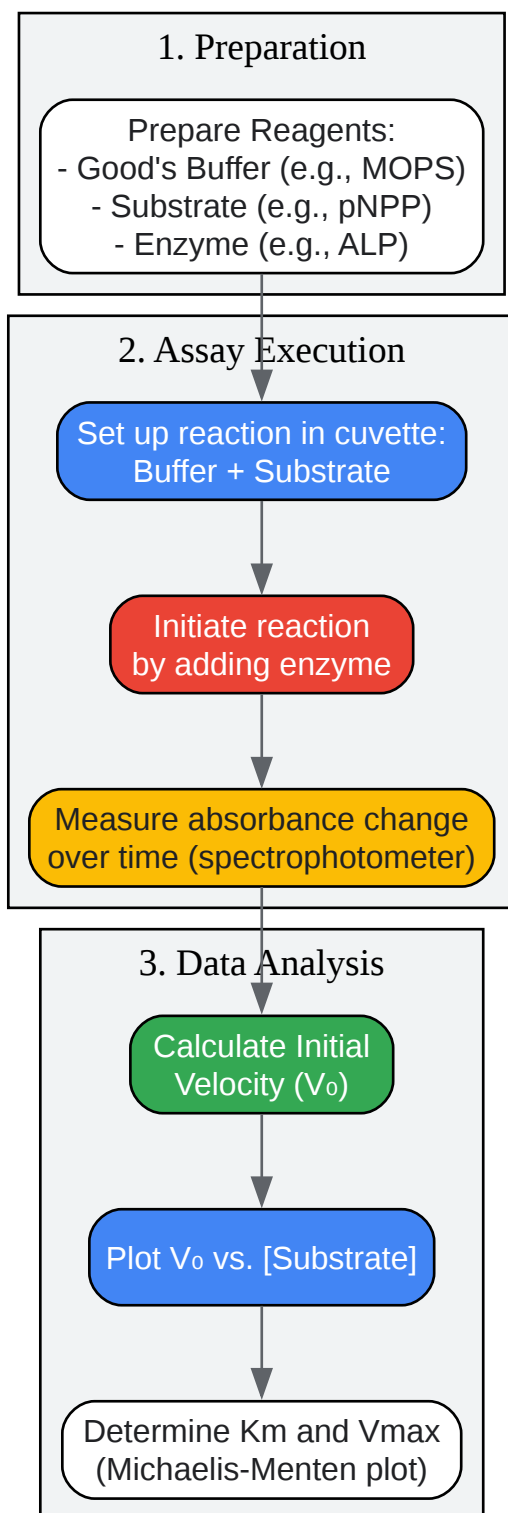 1. Preparation
Prepare Reagents:
- Good's Buffer (e.g., MOPS)
- Substrate (e.g., pNPP)
- Enzyme (e.g., ALP)
2. Assay Execution
Set up reaction in cuvette:
Buffer + Substrate
Initiate reaction
by adding enzyme
Measure absorbance change
over time (spectrophotometer)
3. Data Analysis
Calculate Initial
Velocity (V₀)
Plot V₀ vs. [Substrate]
Determine Km and Vmax
(Michaelis-Menten plot)